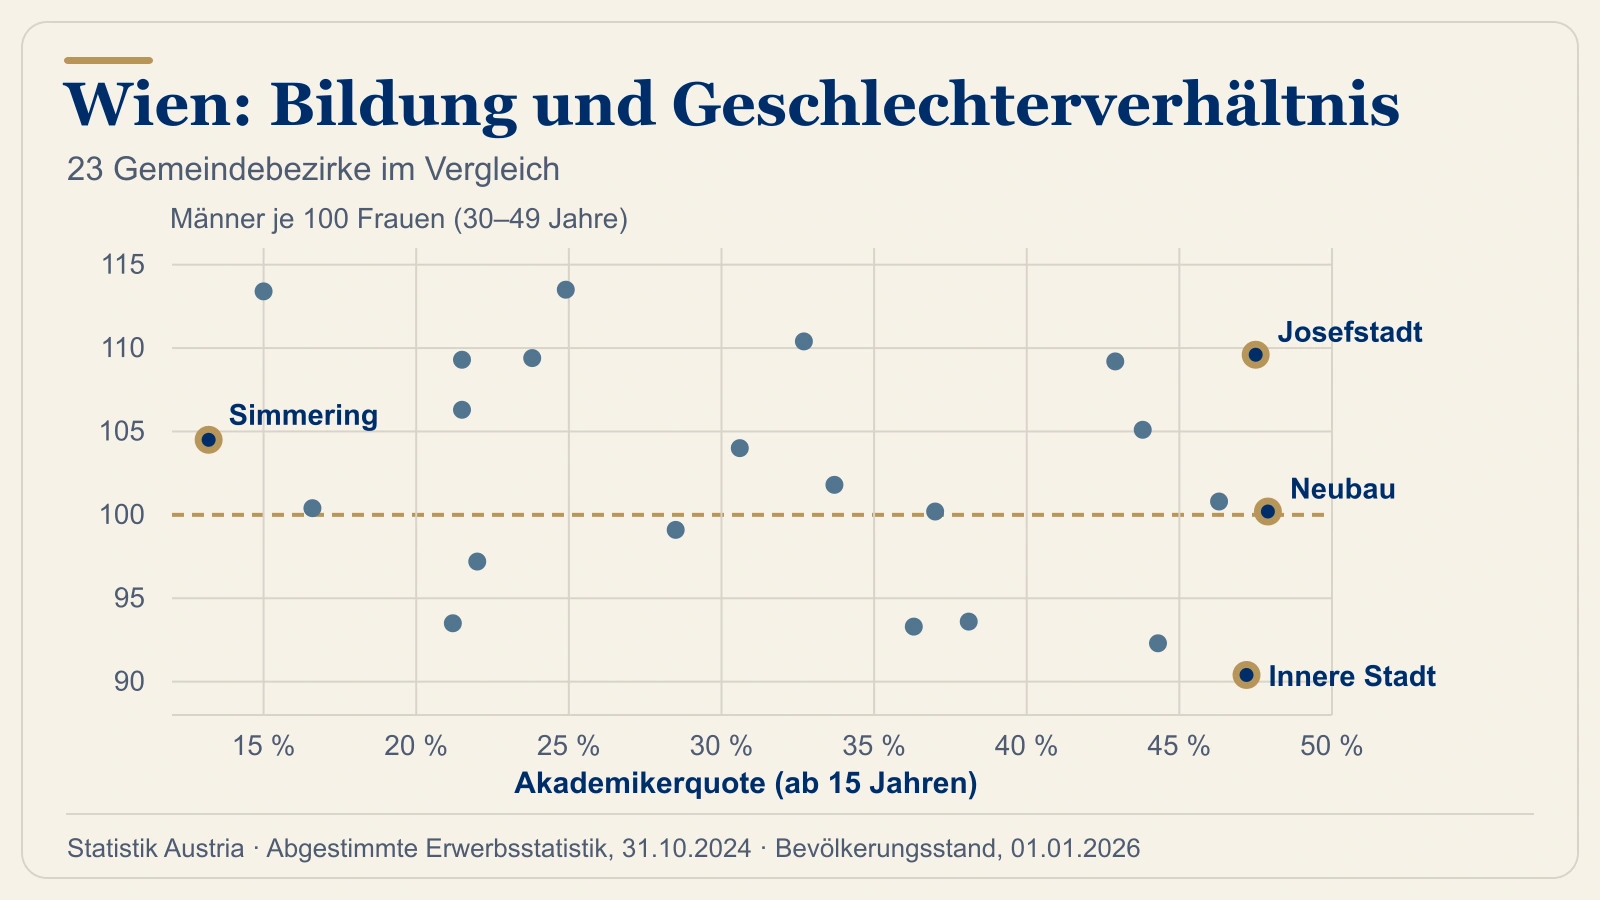 Wien: Bildung und Geschlechterverhältnis
23 Gemeindebezirke im Vergleich
Männer je 100 Frauen (30–49 Jahre)
115
110
105
100
95
90
Josefstadt
Simmering
Neubau
Innere Stadt
15 %
20 %
25 %
30 %
35 %
40 %
45 %
50 %
Akademikerquote (ab 15 Jahren)
Statistik Austria · Abgestimmte Erwerbsstatistik, 31.10.2024 · Bevölkerungsstand, 01.01.2026